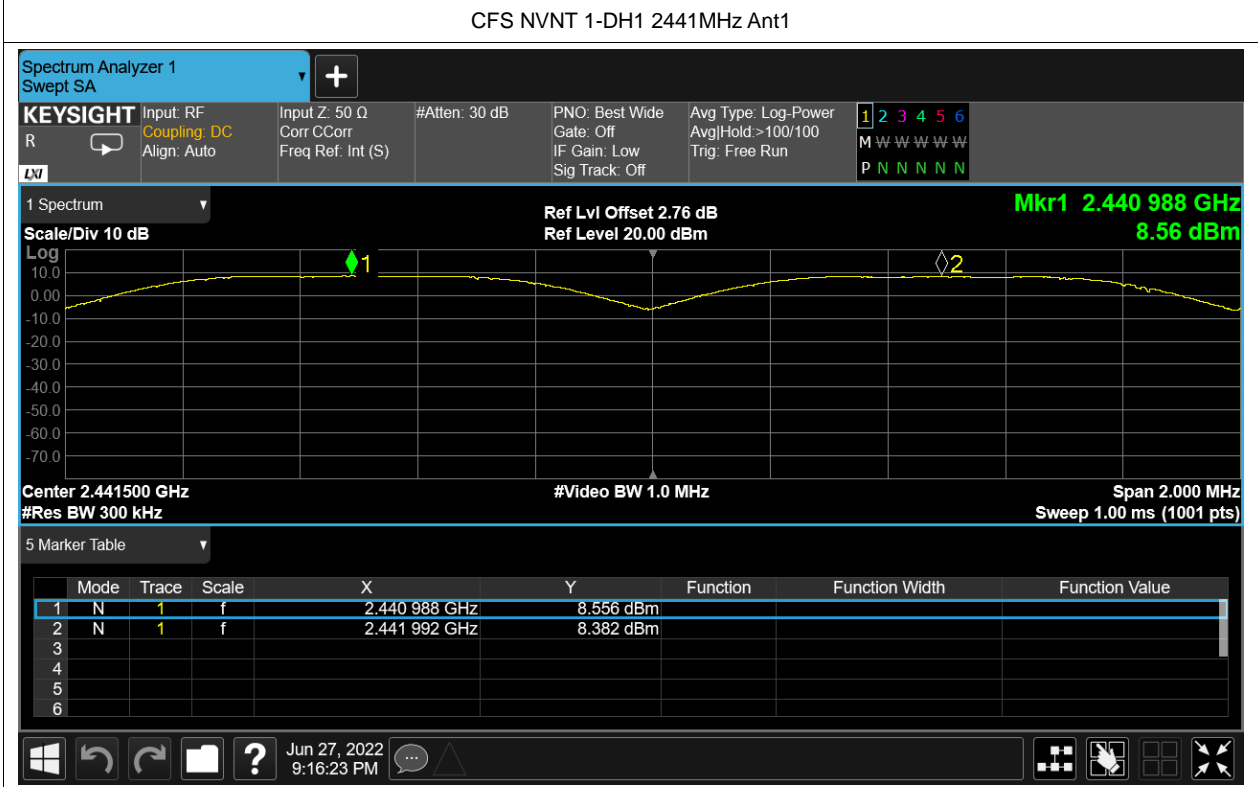 CFS NVNT 1-DH1 2441MHz Ant1
Spectrum Analyzer 1
Swept SA
KEYSIGHT
R
LXI
Input: RF
Coupling: DC
Align: Auto
Input Z: 50 Ω
Corr CCorr
Freq Ref: Int (S)
#Atten: 30 dB
PNO: Best Wide
Gate: Off
IF Gain: Low
Sig Track: Off
Avg Type: Log-Power
Avg|Hold:>100/100
Trig: Free Run
1 2 3 4 5 6
M W W W W W
P N N N N N
1 Spectrum
Scale/Div 10 dB
Ref Lvl Offset 2.76 dB
Ref Level 20.00 dBm
Mkr1 2.440 988 GHz
8.56 dBm
Log
1
2
10.0
0.00
-10.0
-20.0
-30.0
-40.0
-50.0
-60.0
-70.0
Center 2.441500 GHz
#Video BW 1.0 MHz
Span 2.000 MHz
#Res BW 300 kHz
Sweep 1.00 ms (1001 pts)
5 Marker Table
Mode Trace Scale X Y Function Function Width Function Value
1 N 1 f 2.440 988 GHz 8.556 dBm
2 N 1 f 2.441 992 GHz 8.382 dBm
3
4
5
6
?
Jun 27, 2022
9:16:23 PM